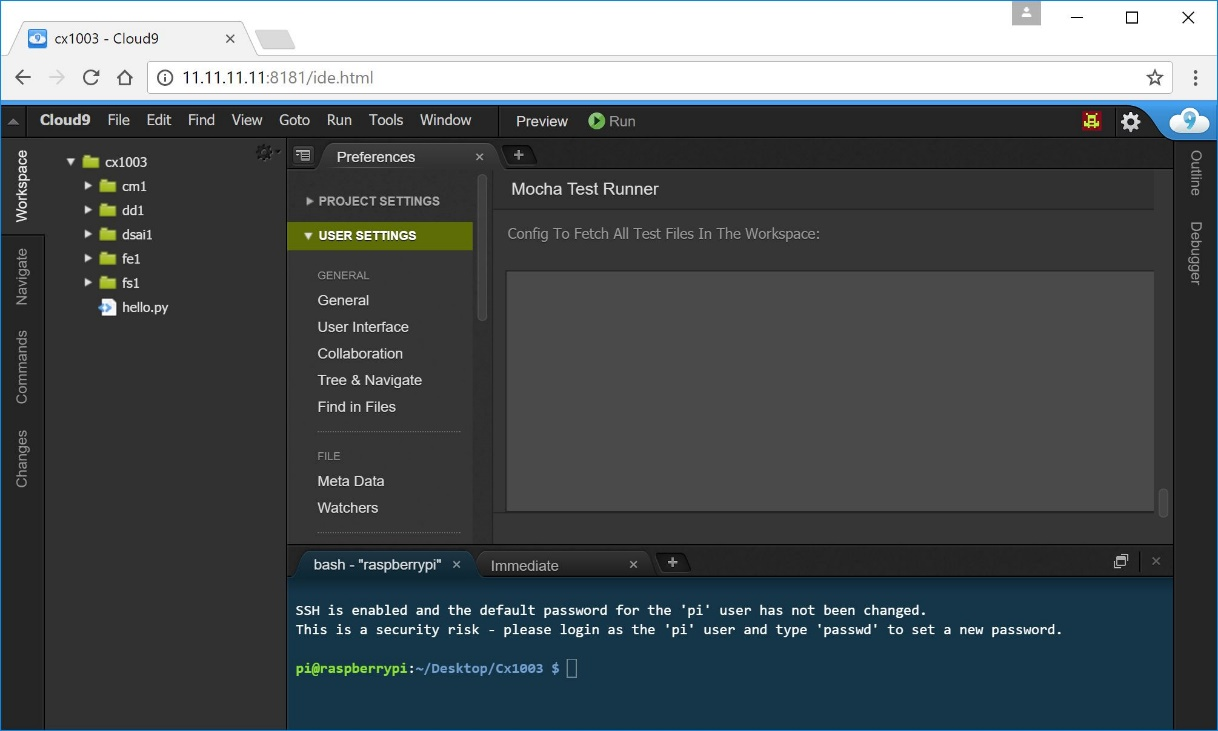 cx1003 - Cloud9
11.11.11.11:8181/ide.html
Cloud9 File Edit Find View Goto Run Tools Window Preview Run
9
Workspace
Navigate
Commands
Changes
cx1003
cm1
dd1
dsai1
fe1
fs1
hello.py
Preferences
PROJECT SETTINGS
USER SETTINGS
GENERAL
General
User Interface
Collaboration
Tree & Navigate
Find in Files
FILE
Meta Data
Watchers
Mocha Test Runner
Config To Fetch All Test Files In The Workspace:
Outline
Debugger
bash - "raspberrypi"
Immediate
SSH is enabled and the default password for the 'pi' user has not been changed.
This is a security risk - please login as the 'pi' user and type 'passwd' to set a new password.
pi@raspberrypi:~/Desktop/Cx1003 $